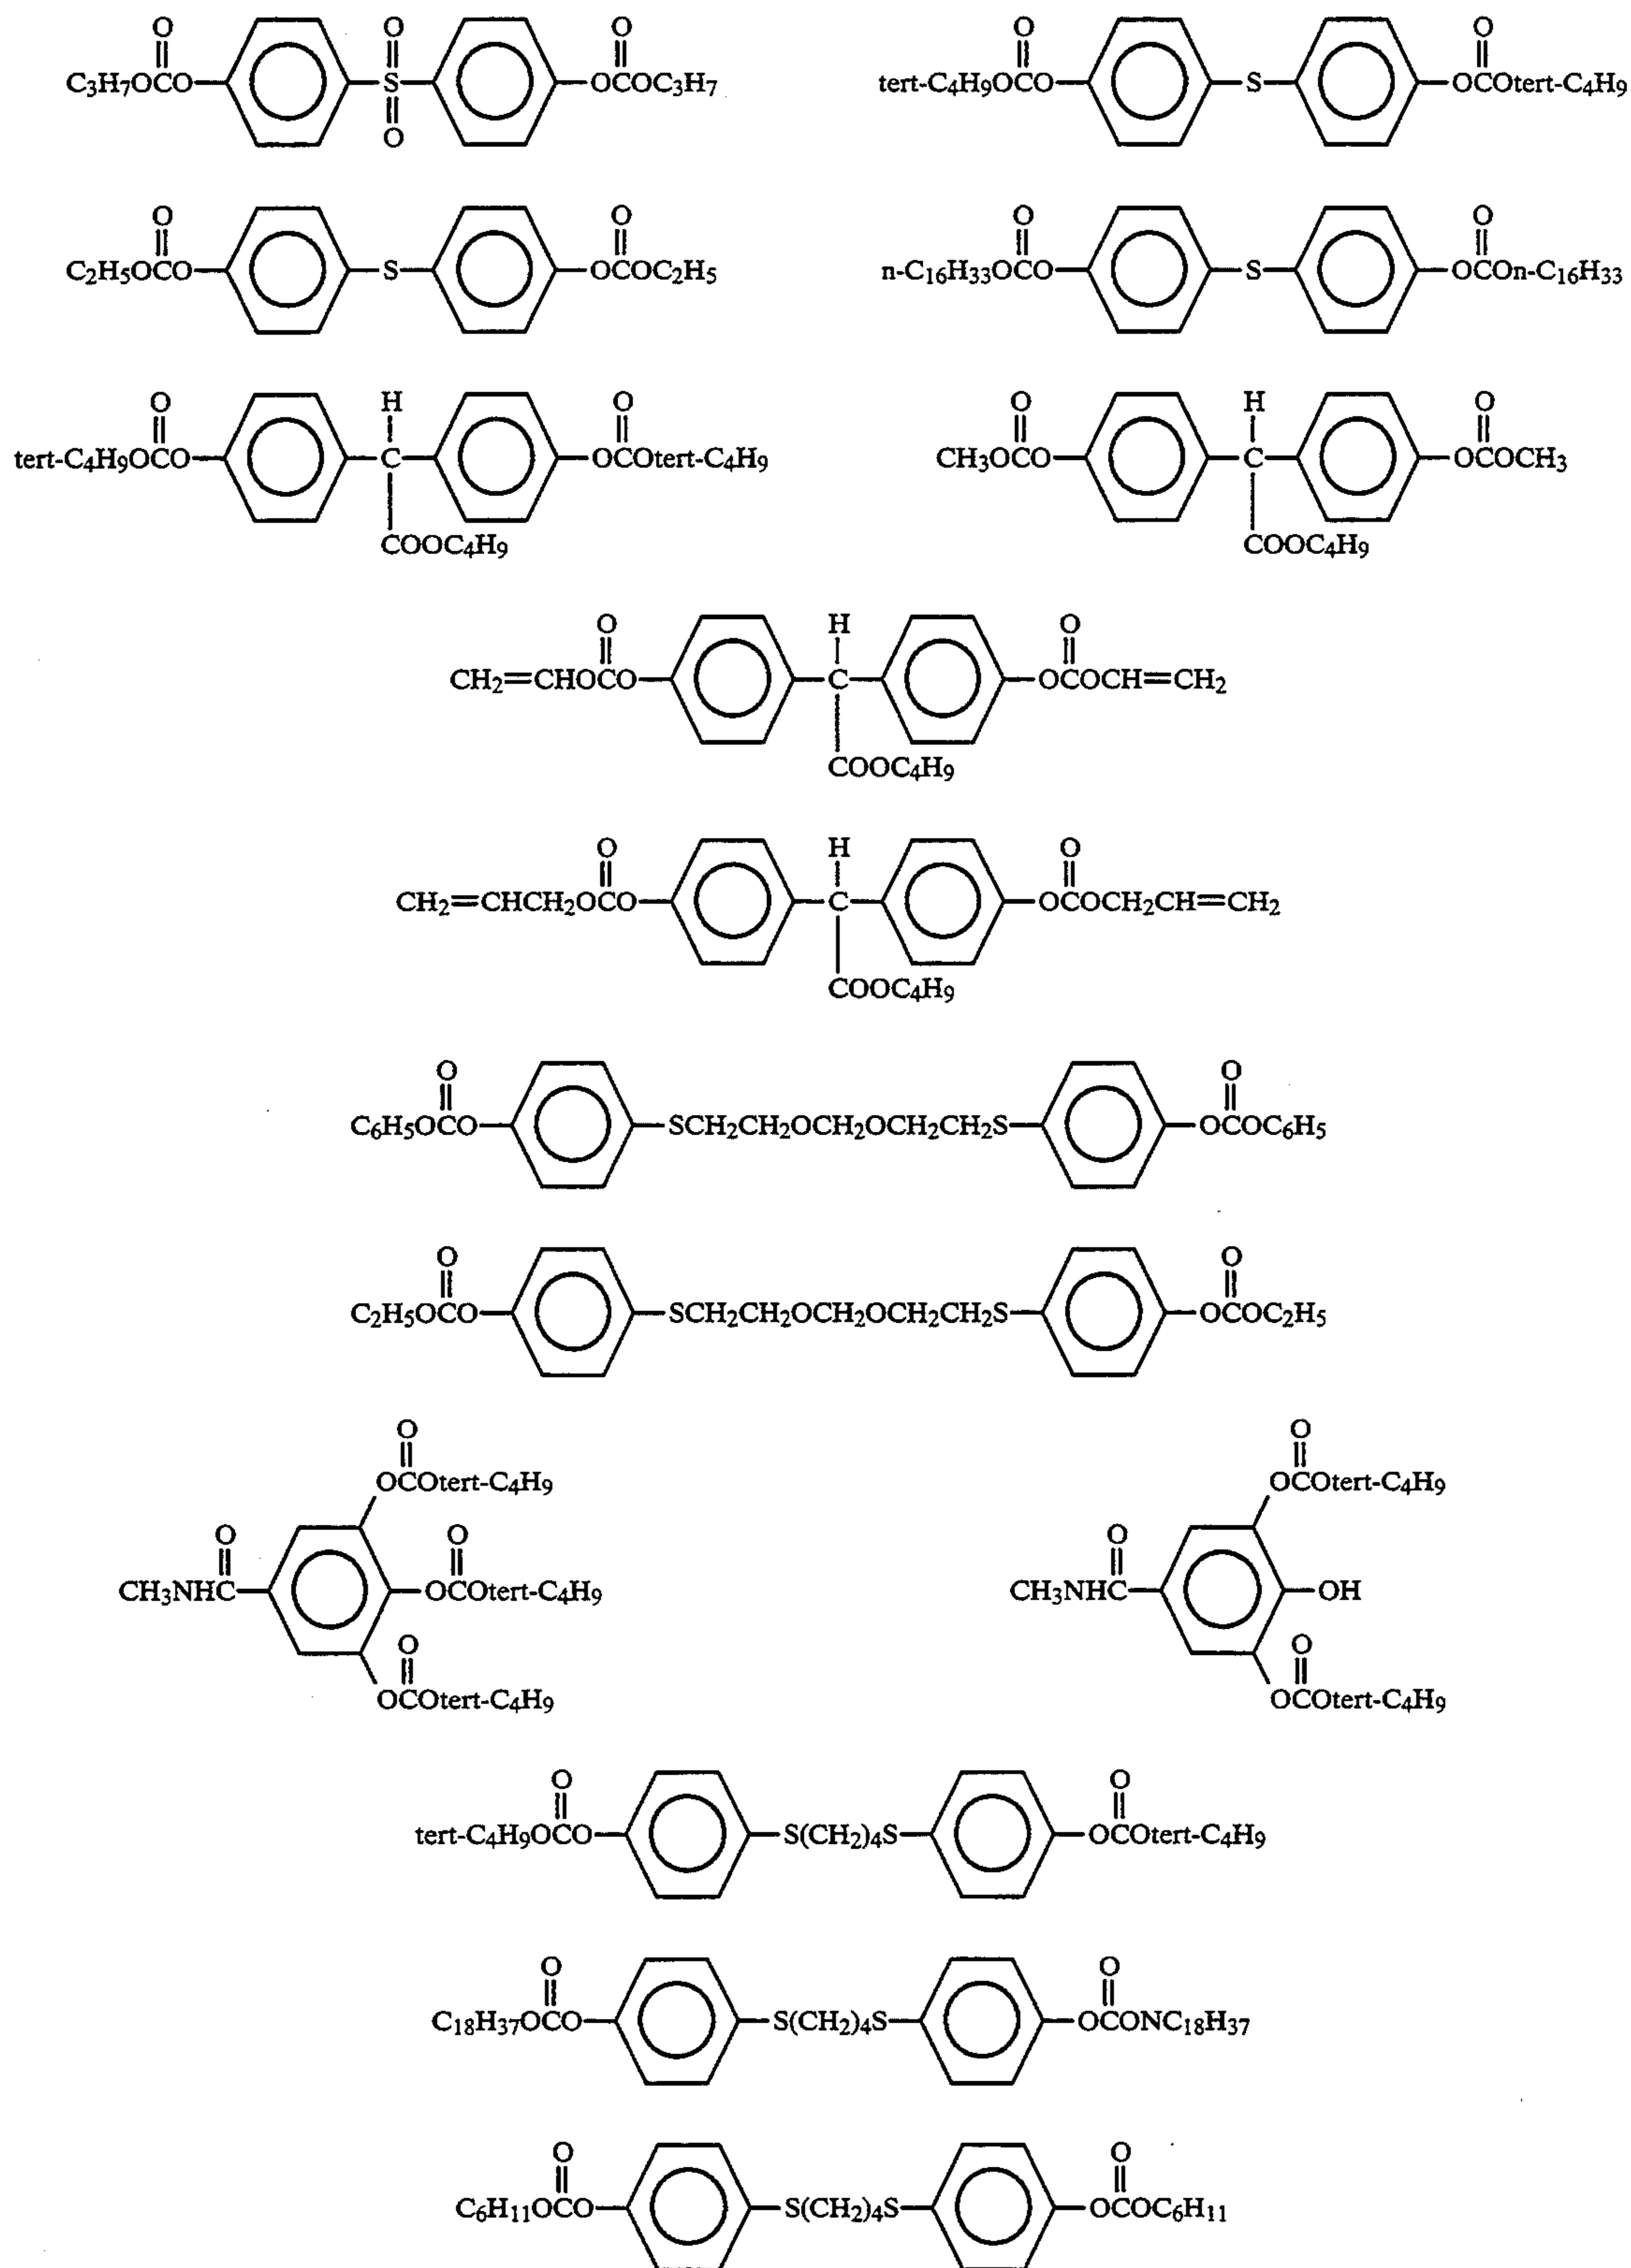 O O O O O
C3H7OCO S OCOC3H7 tert-C4H9OCO S OCOtert-C4H9
O
O O O O
C2H5OCO S OCOC2H5 n-C16H33OCO S OCOn-C16H33
O H O O H O
tert-C4H9OCO C OCOtert-C4H9 CH3OCO C OCOCH3
COOC4H9 COOC4H9
O H O
CH2=CHOCO C OCOCH=CH2
COOC4H9
O H O
CH2=CHCH2OCO C OCOCH2CH=CH2
COOC4H9
O O
C6H5OCO SCH2CH2OCH2OCH2CH2S OCOC6H5
O O
C2H5OCO SCH2CH2OCH2OCH2CH2S OCOC2H5
O O
OCOtert-C4H9 OCOtert-C4H9
O O O
CH3NHC OCOtert-C4H9 CH3NHC OH
O O
OCOtert-C4H9 OCOtert-C4H9
O O
tert-C4H9OCO S(CH2)4S OCOtert-C4H9
O O
C18H37OCO S(CH2)4S OCONC18H37
O O
C6H11OCO S(CH2)4S OCOC6H11